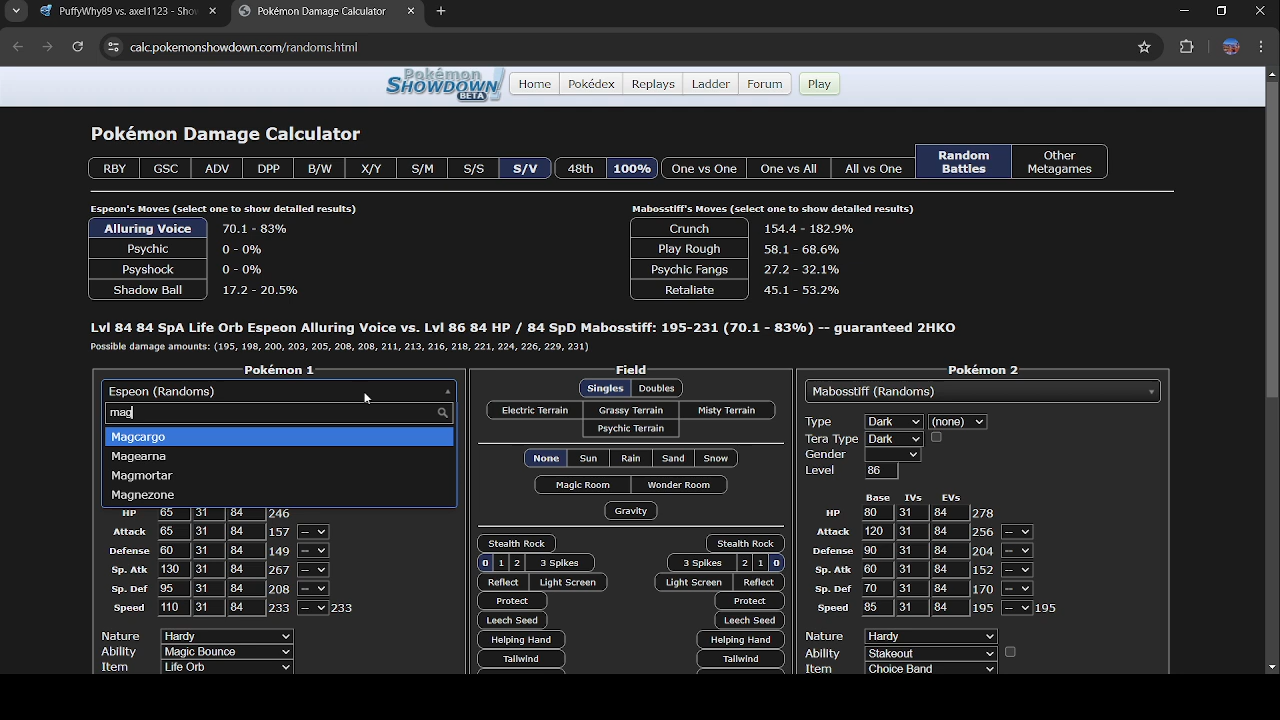 PuffyWhy89 vs. axel1123 - Sho
Pokémon Damage Calculator
calc.pokemonshowdown.com/randoms.html
Pokémon SHOWDOWN! BETA
Home Pokédex Replays Ladder Forum Play
Pokémon Damage Calculator
RBY GSC ADV DPP B/W X/Y S/M S/S S/V 48th 100% One vs One One vs All All vs One Random Battles Other Metagames
Espeon's Moves (select one to show detailed results)
Alluring Voice 70.1 - 83%
Psychic 0 - 0%
Psyshock 0 - 0%
Shadow Ball 17.2 - 20.5%
Mabosstiff's Moves (select one to show detailed results)
Crunch 154.4 - 182.9%
Play Rough 58.1 - 68.6%
Psychic Fangs 27.2 - 32.1%
Retaliate 45.1 - 53.2%
Lvl 84 84 SpA Life Orb Espeon Alluring Voice vs. Lvl 86 84 HP / 84 SpD Mabosstiff: 195-231 (70.1 - 83%) -- guaranteed 2HKO
Possible damage amounts: (195, 198, 200, 203, 205, 208, 208, 211, 213, 216, 218, 221, 224, 226, 229, 231)
Pokémon 1
Espeon (Randoms)
mag
Magcargo
Magearna
Magmortar
Magnezone
HP 65 31 84 246
Attack 65 31 84 157 --
Defense 60 31 84 149 --
Sp. Atk 130 31 84 267 --
Sp. Def 95 31 84 208 --
Speed 110 31 84 233 -- 233
Nature Hardy
Ability Magic Bounce
Item Life Orb
Field
Singles Doubles
Electric Terrain Grassy Terrain Misty Terrain
Psychic Terrain
None Sun Rain Sand Snow
Magic Room Wonder Room
Gravity
Stealth Rock Stealth Rock
0 1 2 3 Spikes 3 Spikes 2 1 0
Reflect Light Screen Light Screen Reflect
Protect Protect
Leech Seed Leech Seed
Helping Hand Helping Hand
Tailwind Tailwind
Pokémon 2
Mabosstiff (Randoms)
Type Dark (none)
Tera Type Dark
Gender
Level 86
Base IVs EVs
HP 80 31 84 278
Attack 120 31 84 256 --
Defense 90 31 84 204 --
Sp. Atk 60 31 84 152 --
Sp. Def 70 31 84 170 --
Speed 85 31 84 195 -- 195
Nature Hardy
Ability Stakeout
Item Choice Band